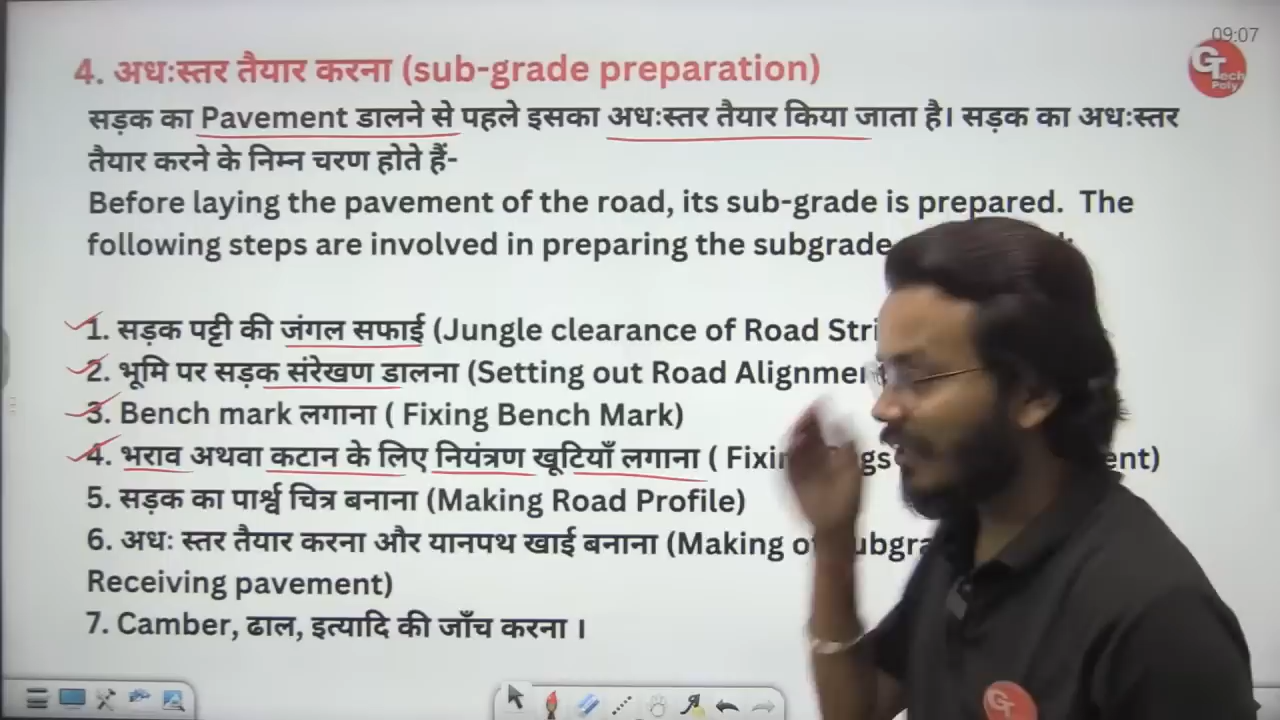 09:07
GTech Poly
4. अधःस्तर तैयार करना (sub-grade preparation)
सड़क का Pavement डालने से पहले इसका अधःस्तर तैयार किया जाता है। सड़क का अधःस्तर
तैयार करने के निम्न चरण होते हैं-
Before laying the pavement of the road, its sub-grade is prepared. The
following steps are involved in preparing the subgrade
1. सड़क पट्टी की जंगल सफाई (Jungle clearance of Road
2. भूमि पर सड़क संरेखण डालना (Setting out Road
3. Bench mark लगाना ( Fixing Bench Mark)
4. भराव अथवा कटान के लिए नियंत्रण खूटियाँ लगाना (
5. सड़क का पार्श्व चित्र बनाना (Making Road Profile)
6. अधः स्तर तैयार करना और यानपथ खाई बनाना (Making
Receiving pavement)
7. Camber, ढाल, इत्यादि की जाँच करना ।
GT